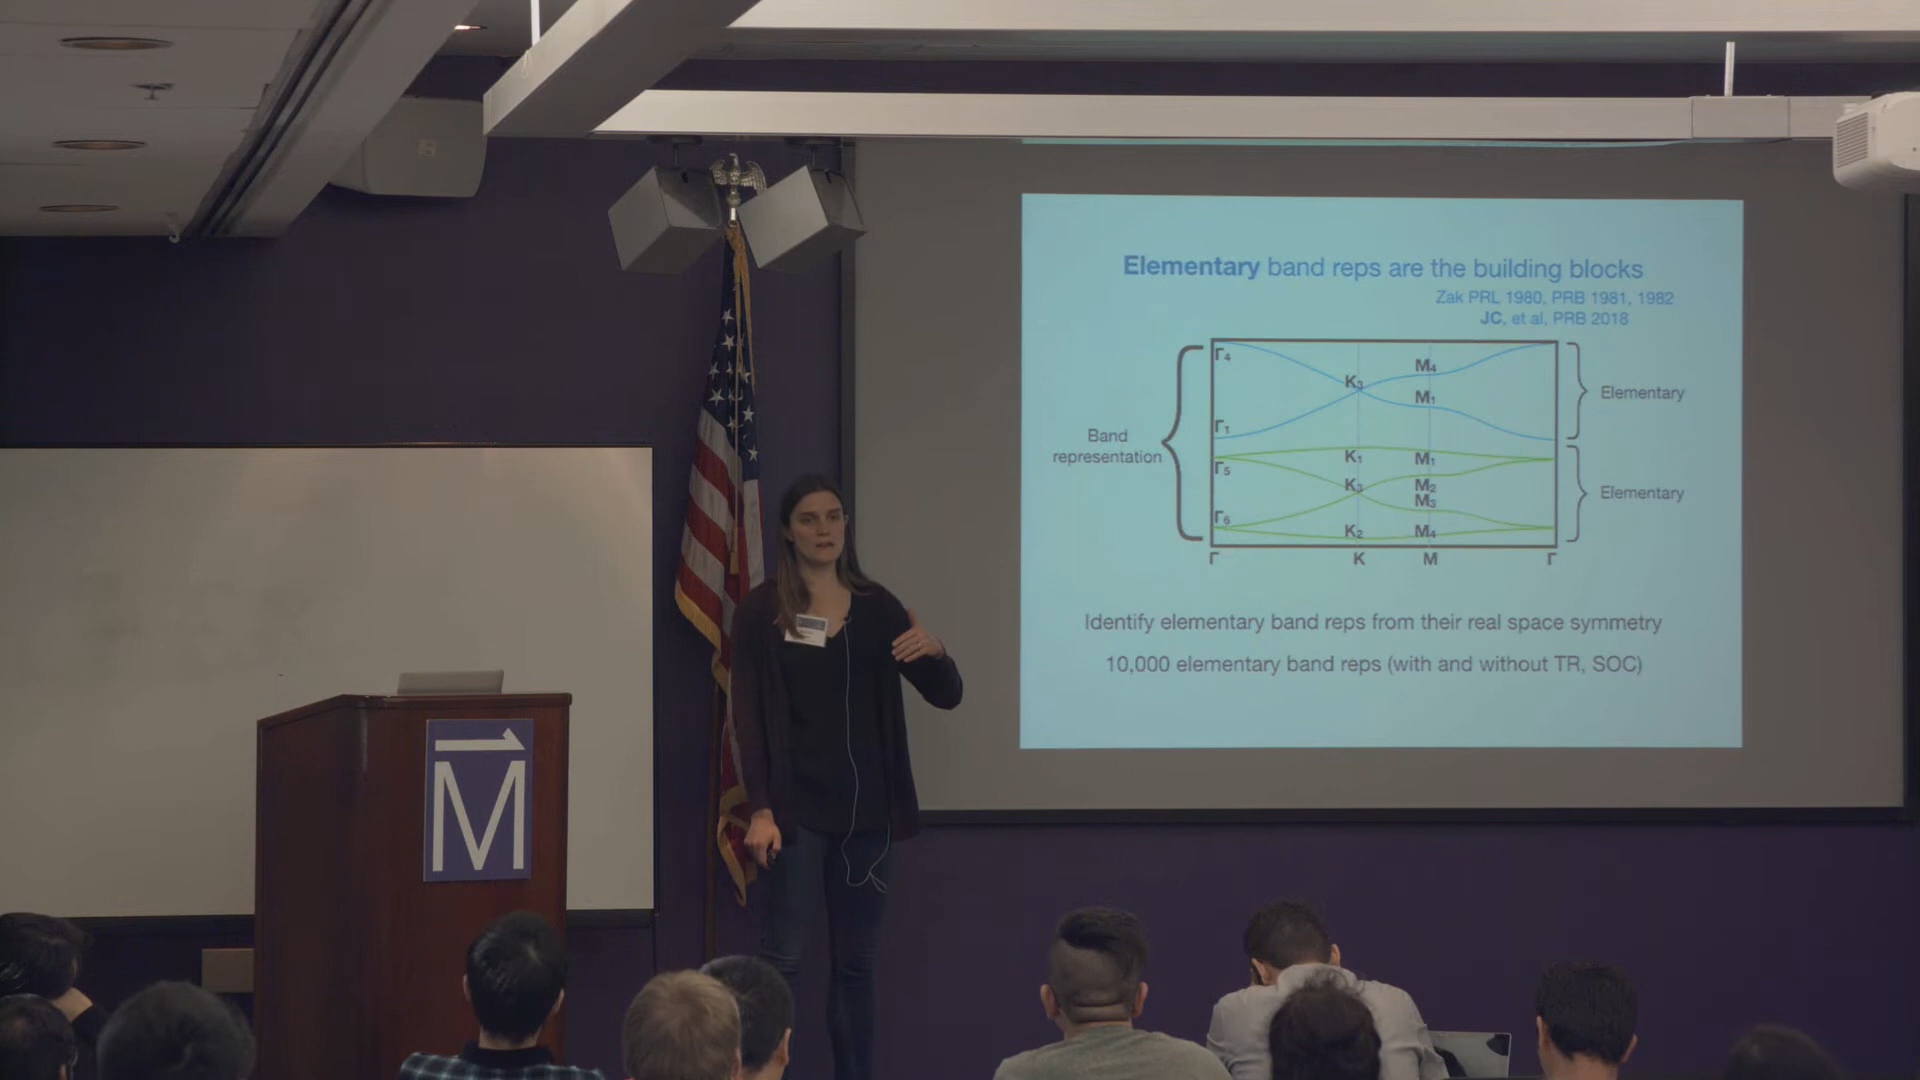 Elementary band reps are the building blocks
Zak PRL 1980, PRB 1981, 1982
JC, et al, PRB 2018
Γ4
K3
M4
M1
Elementary
Γ1
Band
representation
K1
M1
Γ5
K3
M2
M3
Elementary
Γ6
K2
M4
Γ
K
M
Γ
Identify elementary band reps from their real space symmetry
10,000 elementary band reps (with and without TR, SOC)
M